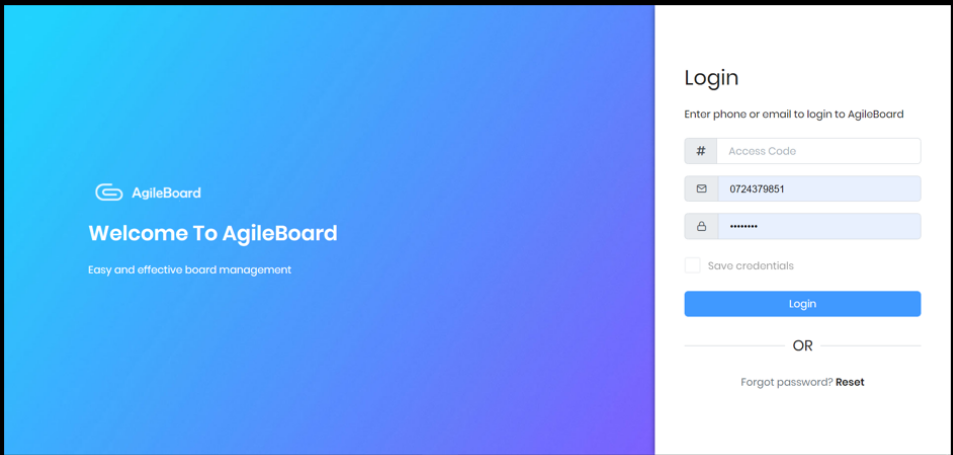 AgileBoard
Welcome To AgileBoard
Easy and effective board management
Login
Enter phone or email to login to AgileBoard
# Access Code
0724379851
••••••••
Save credentials
Login
OR
Forgot password? Reset